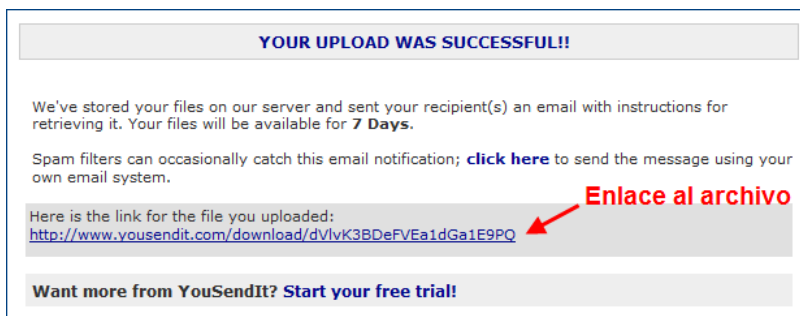 YOUR UPLOAD WAS SUCCESSFUL!!
We've stored your files on our server and sent your recipient(s) an email with instructions for
retrieving it. Your files will be available for 7 Days.
Spam filters can occasionally catch this email notification; click here to send the message using your
own email system.
Enlace al archivo
Here is the link for the file you uploaded:
http://www.yousendit.com/download/dVlvK3BDeFVEa1dGa1E9PQ
Want more from YouSendIt? Start your free trial!